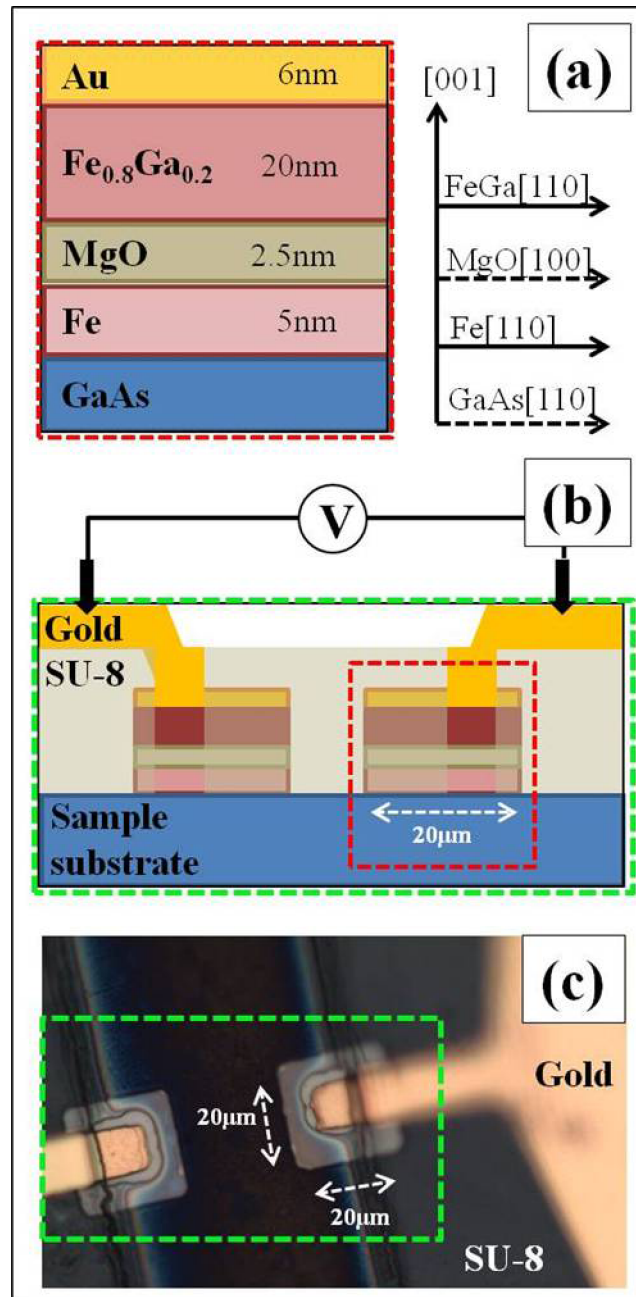 (a)
Au 6nm
Fe₀.₈Ga₀.₂ 20nm
MgO 2.5nm
Fe 5nm
GaAs
[001]
FeGa[110]
MgO[100]
Fe[110]
GaAs[110]
(b)
V
Gold
SU-8
Sample
substrate
20μm
(c)
Gold
20μm
20μm
SU-8